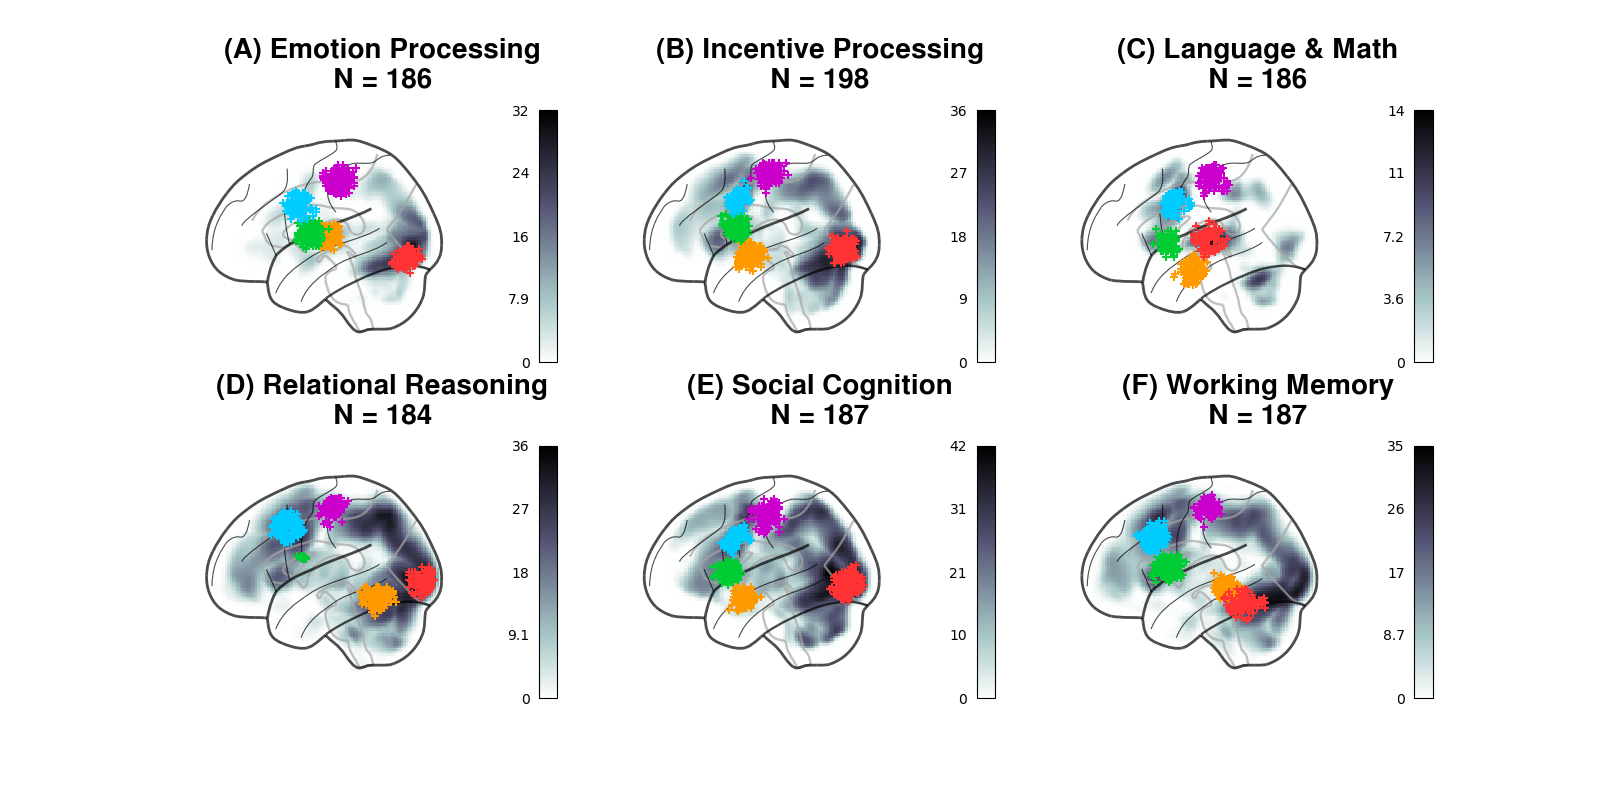 (A) Emotion Processing
N = 186
32
24
16
7.9
0
(B) Incentive Processing
N = 198
36
27
18
9
0
(C) Language & Math
N = 186
14
11
7.2
3.6
0
(D) Relational Reasoning
N = 184
36
27
18
9.1
0
(E) Social Cognition
N = 187
42
31
21
10
0
(F) Working Memory
N = 187
35
26
17
8.7
0